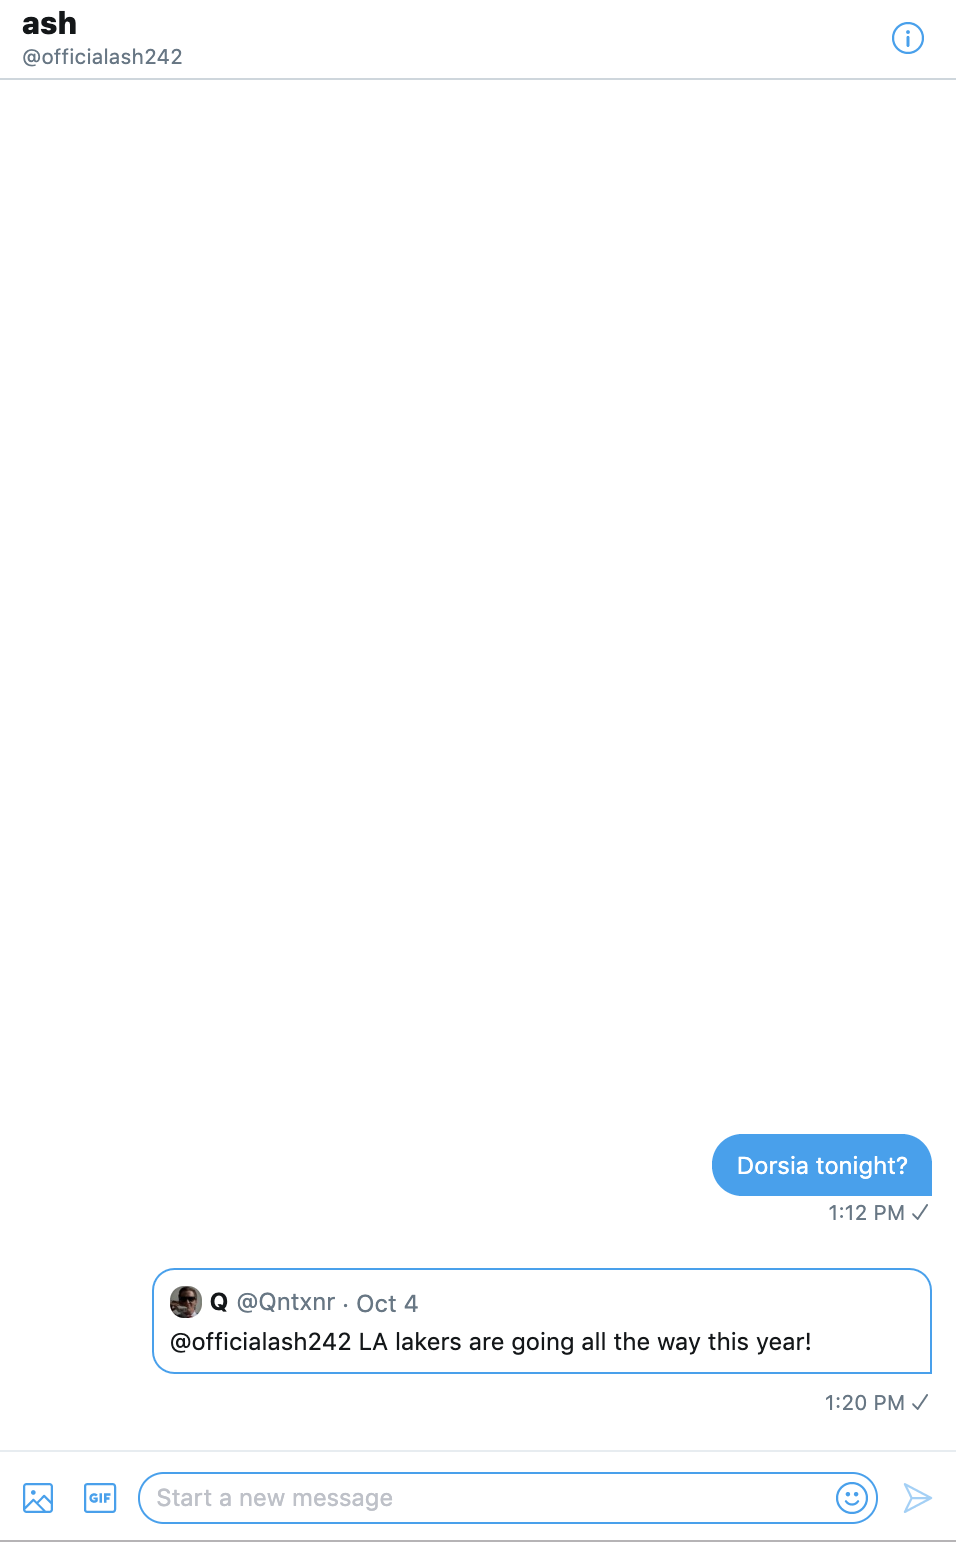 ash
@officialash242
Dorsia tonight?
1:12 PM ✓
Q @Qntxnr · Oct 4
@officialash242 LA lakers are going all the way this year!
1:20 PM ✓
GIF
Start a new message